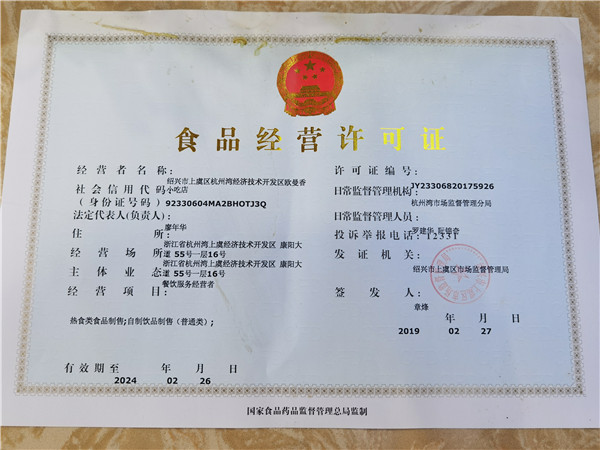 食品经营许可证
经营者名称:
绍兴市上虞区杭州湾经济技术开发区欧曼香
小吃店
社会信用代码
(身份证号码):
92330604MA2BHOTJ3Q
法定代表人(负责人):
廖年华
住 所:
浙江省杭州湾上虞经济技术开发区 康阳大
道 55号一层16号
经营场所:
浙江省杭州湾上虞经济技术开发区 康阳大
道 55号一层16号
主体业态:
餐饮服务经营者
经营项目:
热食类食品制售;自制饮品制售(普通类);
有效期至 年 月 日
2024 02 26
许可证编号:
JY23306820175926
日常监督管理机构:
杭州湾市场监督管理分局
日常监督管理人员:
罗建华
投诉举报电话:12331
发证机关:
绍兴市上虞区市场监督管理局
签发人:
章烽
年 月 日
2019 02 27
国家食品药品监督管理总局监制